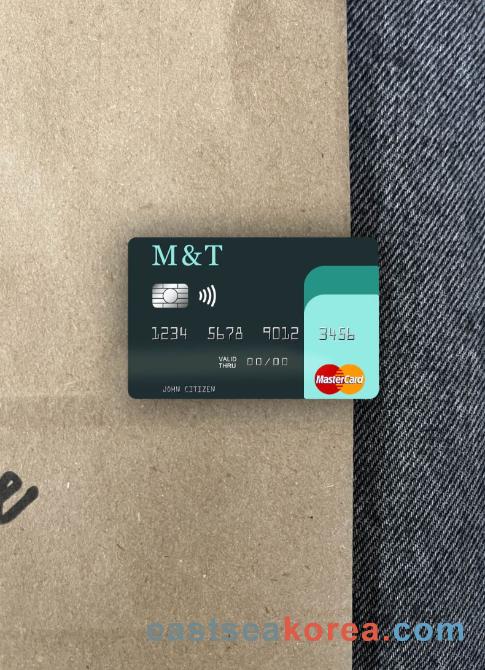 M&T
1234 5678 9012 3456
VALID THRU 00/00
JOHN CITIZEN
MasterCard
eastseakorea.com